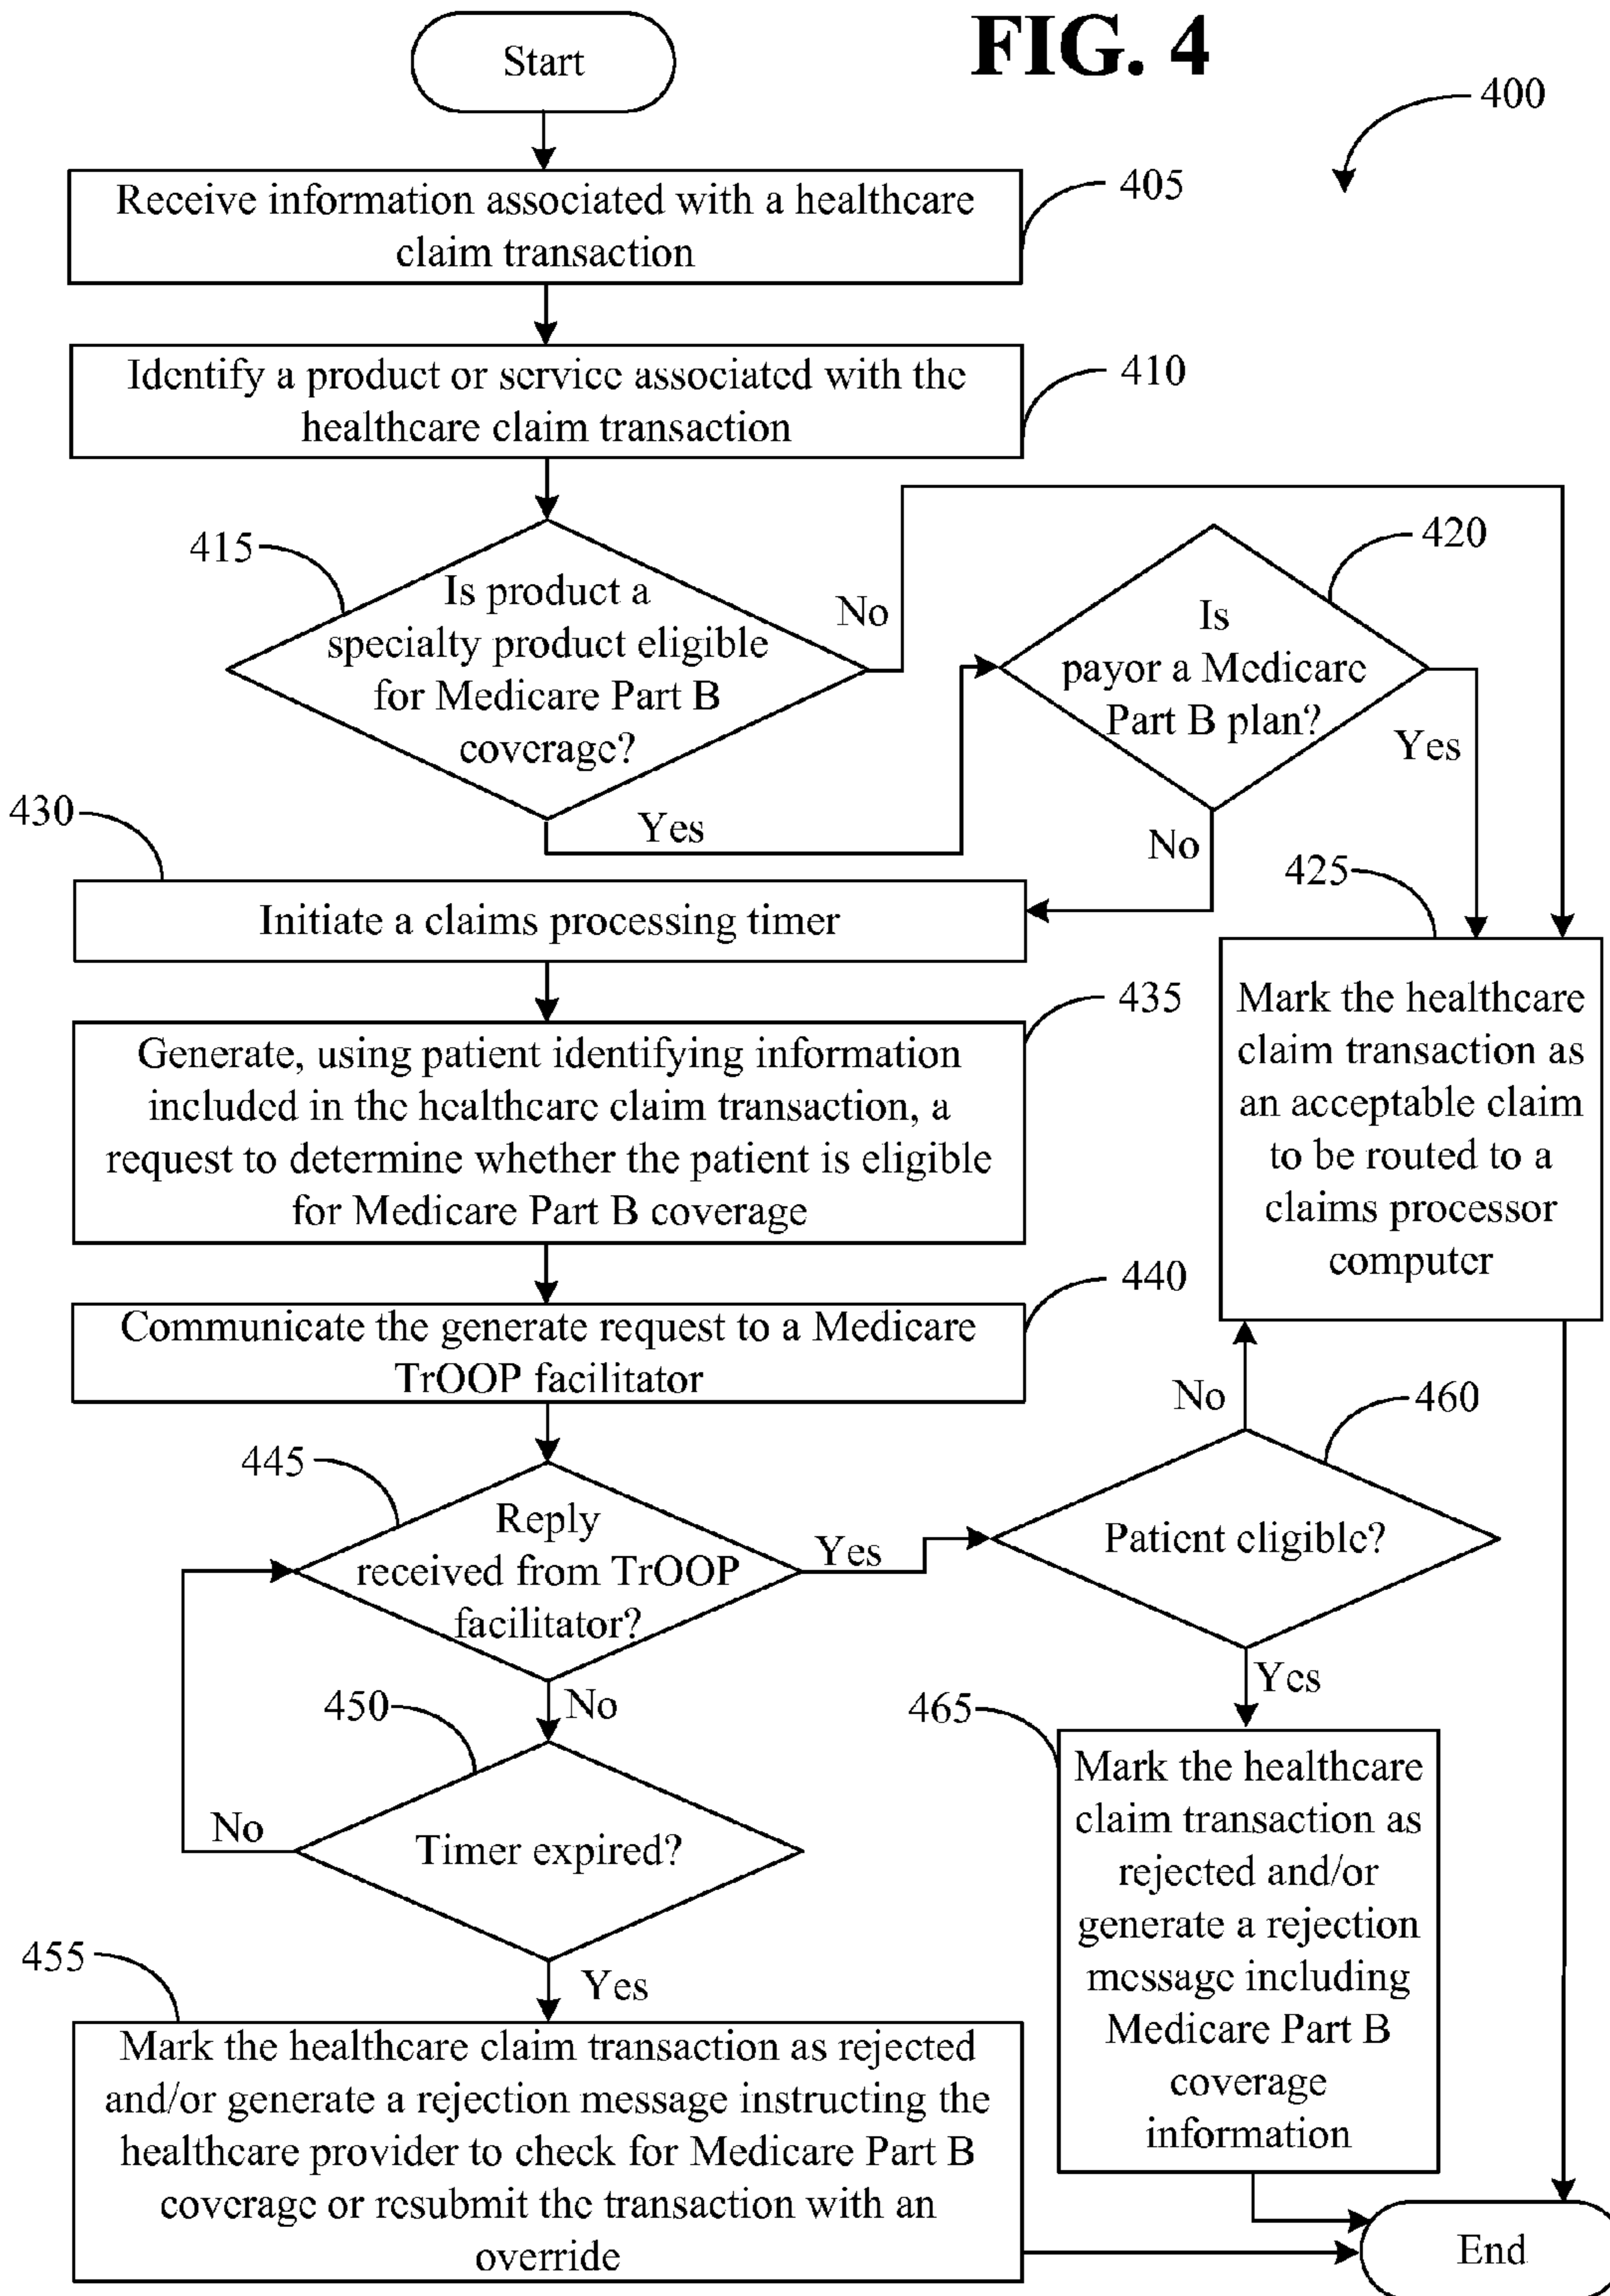 FIG. 4
400
Start
Receive information associated with a healthcare
claim transaction
405
Identify a product or service associated with the
healthcare claim transaction
410
415
Is product a
specialty product eligible
for Medicare Part B
coverage?
No
Yes
420
Is
payor a Medicare
Part B plan?
Yes
No
425
Mark the healthcare
claim transaction as
an acceptable claim
to be routed to a
claims processor
computer
430
Initiate a claims processing timer
435
Generate, using patient identifying information
included in the healthcare claim transaction, a
request to determine whether the patient is eligible
for Medicare Part B coverage
440
Communicate the generate request to a Medicare
TrOOP facilitator
445
Reply
received from TrOOP
facilitator?
Yes
No
460
Patient eligible?
No
Yes
450
Timer expired?
No
Yes
465
Mark the healthcare
claim transaction as
rejected and/or
generate a rejection
message including
Medicare Part B
coverage
information
455
Mark the healthcare claim transaction as rejected
and/or generate a rejection message instructing the
healthcare provider to check for Medicare Part B
coverage or resubmit the transaction with an
override
End